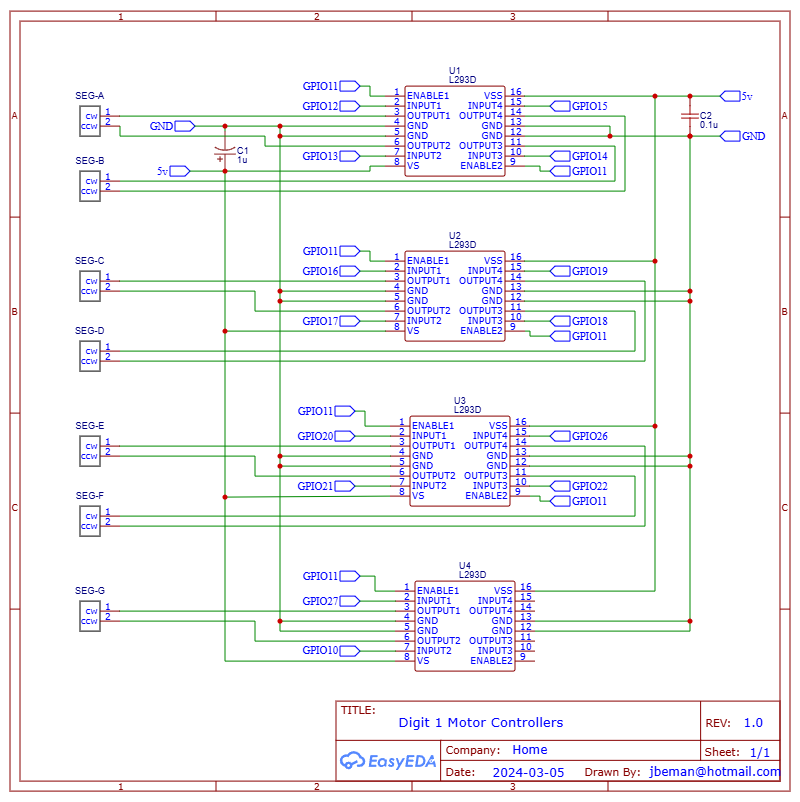 1 2 3
A A
B B
C C
SEG-A
CW 1
CCW 2
SEG-B
CW 1
CCW 2
GND
5v
C1
1u
U1
L293D
GPIO11 1 ENABLE1 VSS 16 5v
GPIO12 2 INPUT1 INPUT4 15 GPIO15
3 OUTPUT1 OUTPUT4 14
4 GND GND 13
5 GND GND 12 GND
6 OUTPUT2 OUTPUT3 11
GPIO13 7 INPUT2 INPUT3 10 GPIO14
8 VS ENABLE2 9 GPIO11
C2
0.1u
SEG-C
CW 1
CCW 2
SEG-D
CW 1
CCW 2
U2
L293D
GPIO11 1 ENABLE1 VSS 16
GPIO16 2 INPUT1 INPUT4 15 GPIO19
3 OUTPUT1 OUTPUT4 14
4 GND GND 13
5 GND GND 12
6 OUTPUT2 OUTPUT3 11
GPIO17 7 INPUT2 INPUT3 10 GPIO18
8 VS ENABLE2 9 GPIO11
SEG-E
CW 1
CCW 2
SEG-F
CW 1
CCW 2
U3
L293D
GPIO11 1 ENABLE1 VSS 16
GPIO20 2 INPUT1 INPUT4 15 GPIO26
3 OUTPUT1 OUTPUT4 14
4 GND GND 13
5 GND GND 12
6 OUTPUT2 OUTPUT3 11
GPIO21 7 INPUT2 INPUT3 10 GPIO22
8 VS ENABLE2 9 GPIO11
SEG-G
CW 1
CCW 2
U4
L293D
GPIO11 1 ENABLE1 VSS 16
GPIO27 2 INPUT1 INPUT4 15
3 OUTPUT1 OUTPUT4 14
4 GND GND 13
5 GND GND 12
6 OUTPUT2 OUTPUT3 11
GPIO10 7 INPUT2 INPUT3 10
8 VS ENABLE2 9
TITLE:
Digit 1 Motor Controllers
REV: 1.0
EasyEDA
Company: Home
Sheet: 1/1
Date: 2024-03-05 Drawn By: jbeman@hotmail.com
1 2 3